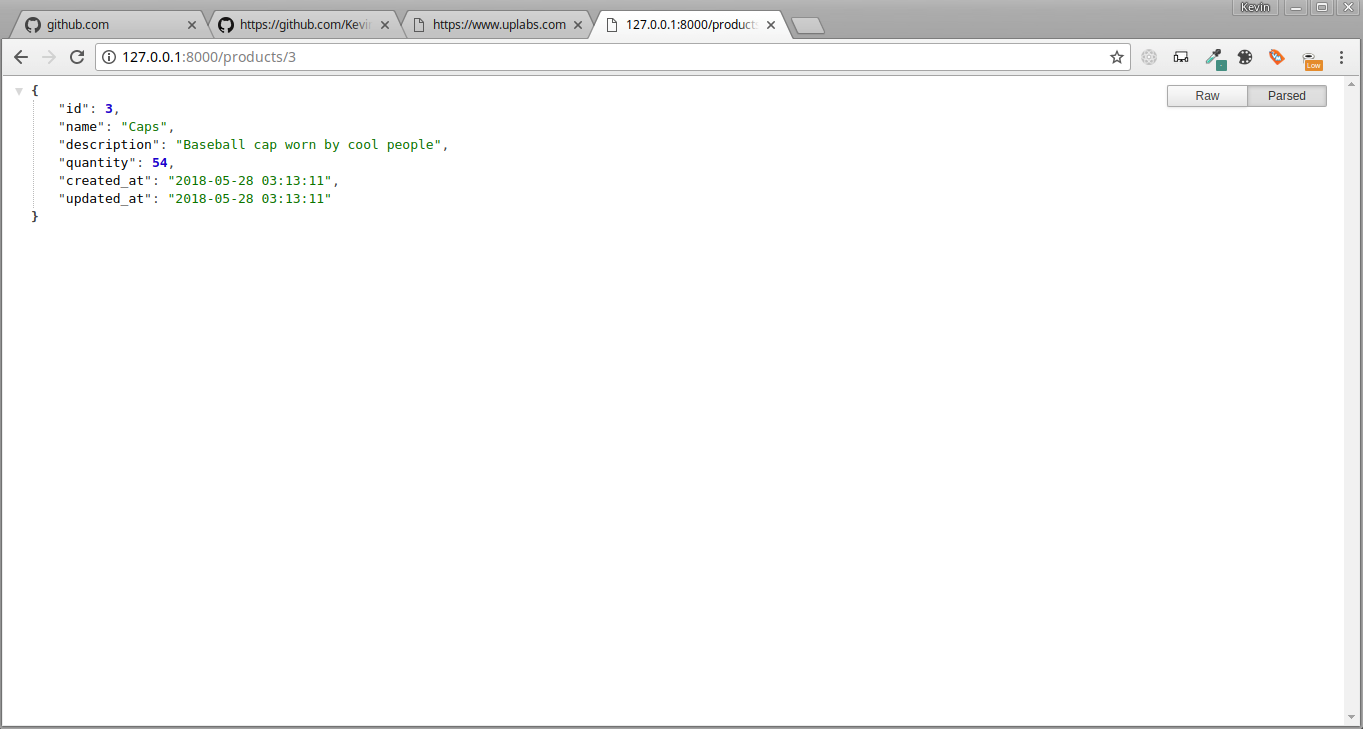 Kevin
github.com
https://github.com/Kevi
https://www.uplabs.com
127.0.0.1:8000/product
127.0.0.1:8000/products/3
Low
Raw
Parsed
{
"id": 3,
"name": "Caps",
"description": "Baseball cap worn by cool people",
"quantity": 54,
"created_at": "2018-05-28 03:13:11",
"updated_at": "2018-05-28 03:13:11"
}